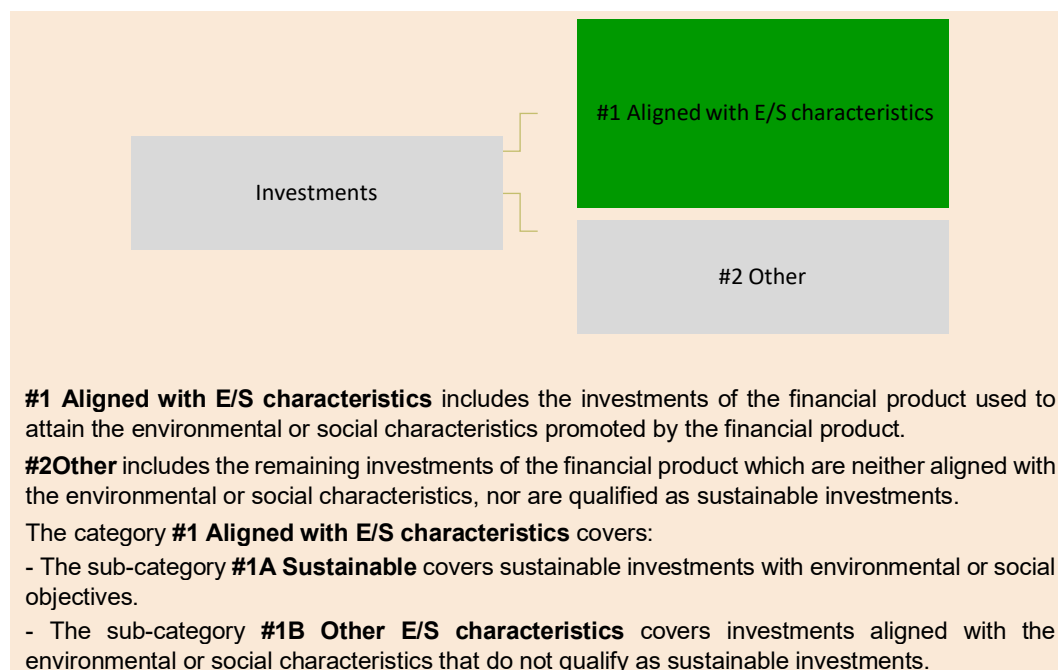 #1 Aligned with E/S characteristics
Investments
#2 Other
#1 Aligned with E/S characteristics includes the investments of the financial product used to
attain the environmental or social characteristics promoted by the financial product.
#2Other includes the remaining investments of the financial product which are neither aligned with
the environmental or social characteristics, nor are qualified as sustainable investments.
The category #1 Aligned with E/S characteristics covers:
- The sub-category #1A Sustainable covers sustainable investments with environmental or social
objectives.
- The sub-category #1B Other E/S characteristics covers investments aligned with the
environmental or social characteristics that do not qualify as sustainable investments.